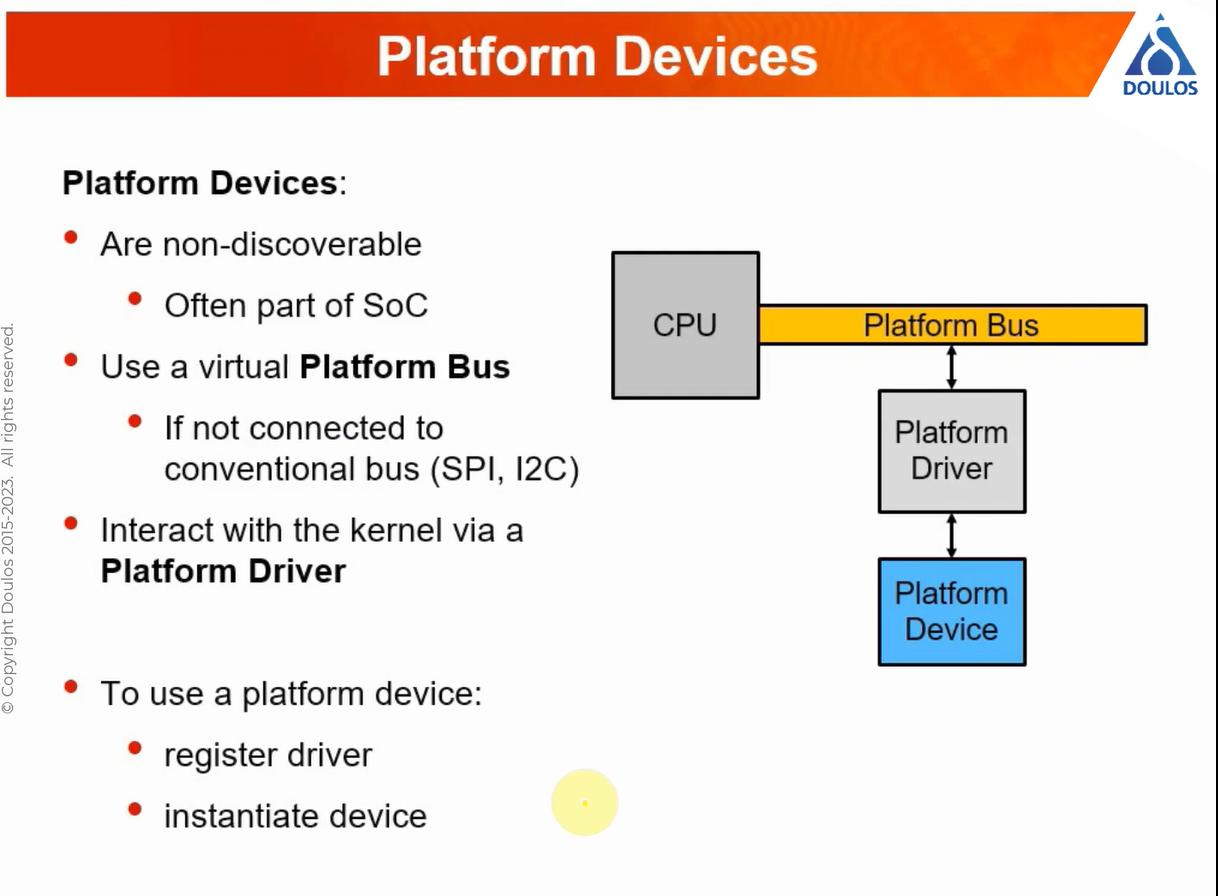 Platform Devices
DOULOS
Platform Devices:
Are non-discoverable
Often part of SoC
Use a virtual Platform Bus
If not connected to
conventional bus (SPI, I2C)
Interact with the kernel via a
Platform Driver
To use a platform device:
register driver
instantiate device
CPU
Platform Bus
Platform
Driver
Platform
Device
© Copyright Doulos 2015-2023. All rights reserved.